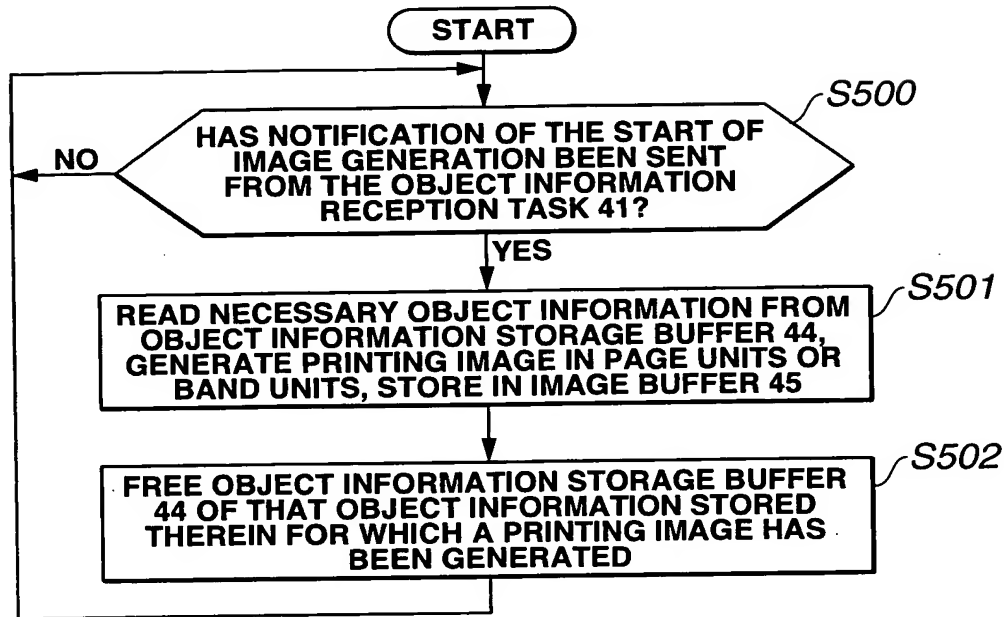 START
S500
HAS NOTIFICATION OF THE START OF
IMAGE GENERATION BEEN SENT
FROM THE OBJECT INFORMATION
RECEPTION TASK 41?
NO
YES
S501
READ NECESSARY OBJECT INFORMATION FROM
OBJECT INFORMATION STORAGE BUFFER 44,
GENERATE PRINTING IMAGE IN PAGE UNITS OR
BAND UNITS, STORE IN IMAGE BUFFER 45
S502
FREE OBJECT INFORMATION STORAGE BUFFER
44 OF THAT OBJECT INFORMATION STORED
THEREIN FOR WHICH A PRINTING IMAGE HAS
BEEN GENERATED